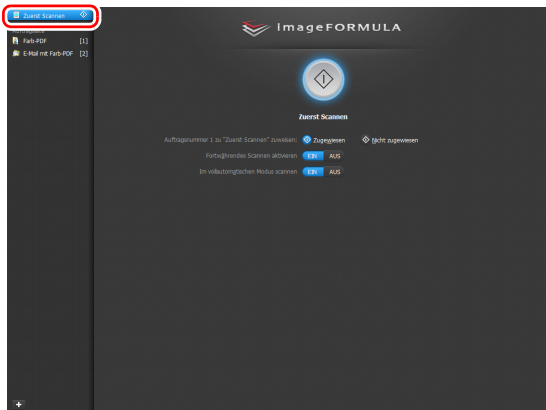 Zuerst Scannen
Farb-PDF [1]
E-Mail mit Farb-PDF [2]
imageFORMULA
Zuerst Scannen
Auftragsnummer 1 zu "Zuerst Scannen" zuweisen: Zugewiesen Nicht zugewiesen
Fortwährendes Scannen aktivieren EIN AUS
Im vollautomatischen Modus scannen EIN AUS
+